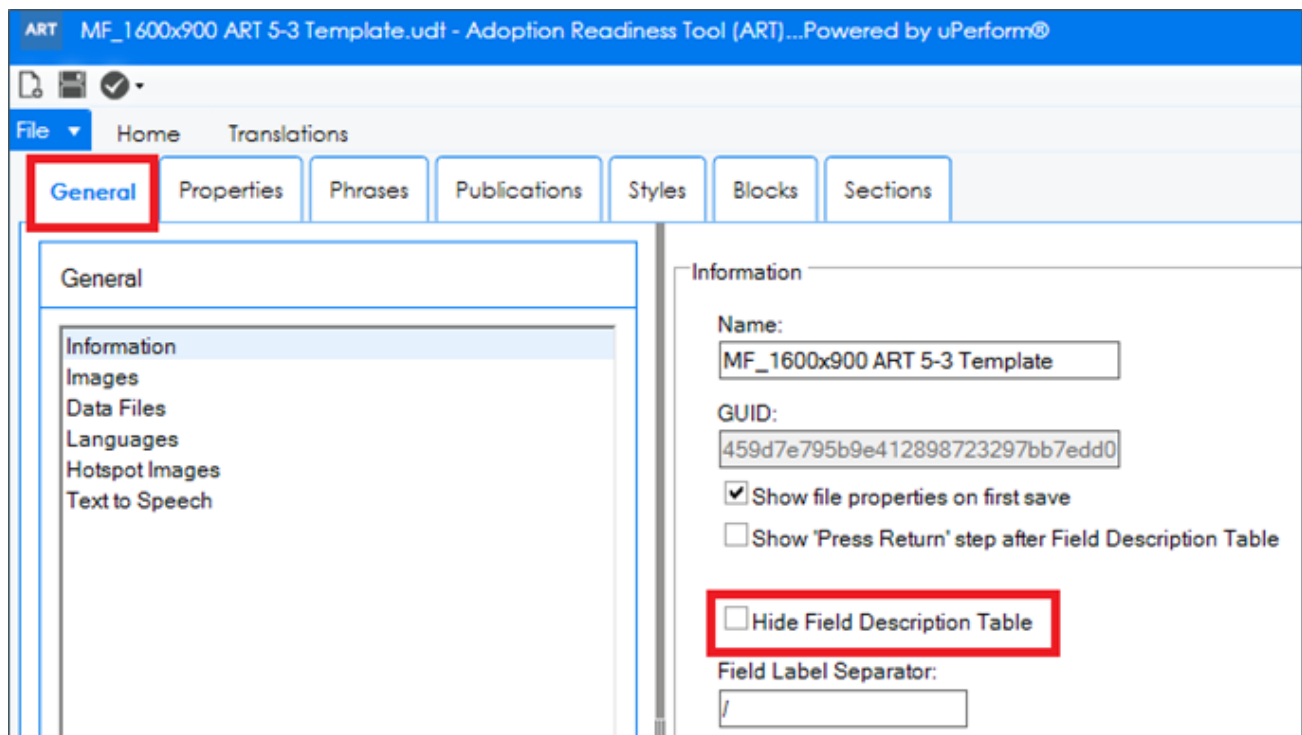 ART MF_1600x900 ART 5-3 Template.udt - Adoption Readiness Tool (ART)...Powered by uPerform®
File Home Translations
General Properties Phrases Publications Styles Blocks Sections
General
Information
Images
Data Files
Languages
Hotspot Images
Text to Speech
Information
Name:
MF_1600x900 ART 5-3 Template
GUID:
459d7e795b9e412898723297bb7edd0
Show file properties on first save
Show 'Press Return' step after Field Description Table
Hide Field Description Table
Field Label Separator:
/